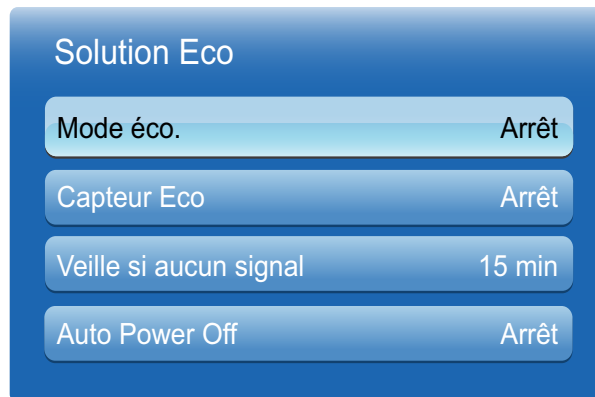 Solution Eco
Mode éco. Arrêt
Capteur Eco Arrêt
Veille si aucun signal 15 min
Auto Power Off Arrêt